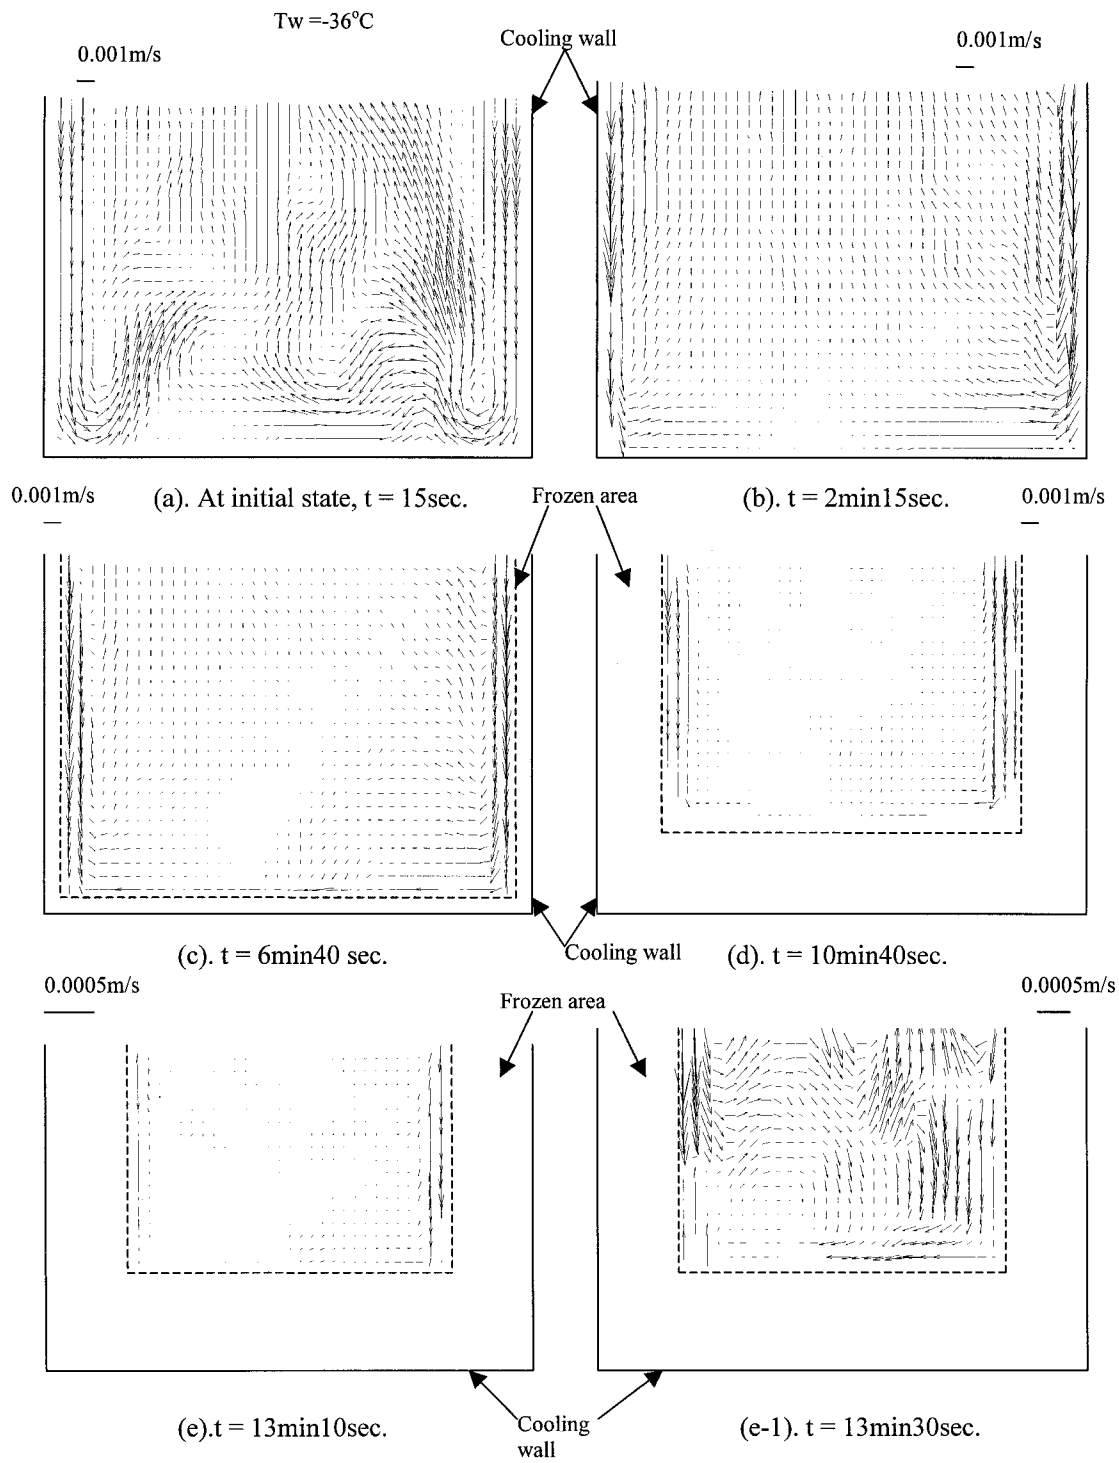 Tw =-36°C
Cooling wall
0.001m/s
0.001m/s
(a). At initial state, t = 15sec.
(b). t = 2min15sec.
0.001m/s
Frozen area
0.001m/s
(c). t = 6min40 sec.
Cooling wall
(d). t = 10min40sec.
0.0005m/s
Frozen area
0.0005m/s
(e).t = 13min10sec.
Cooling
wall
(e-1). t = 13min30sec.